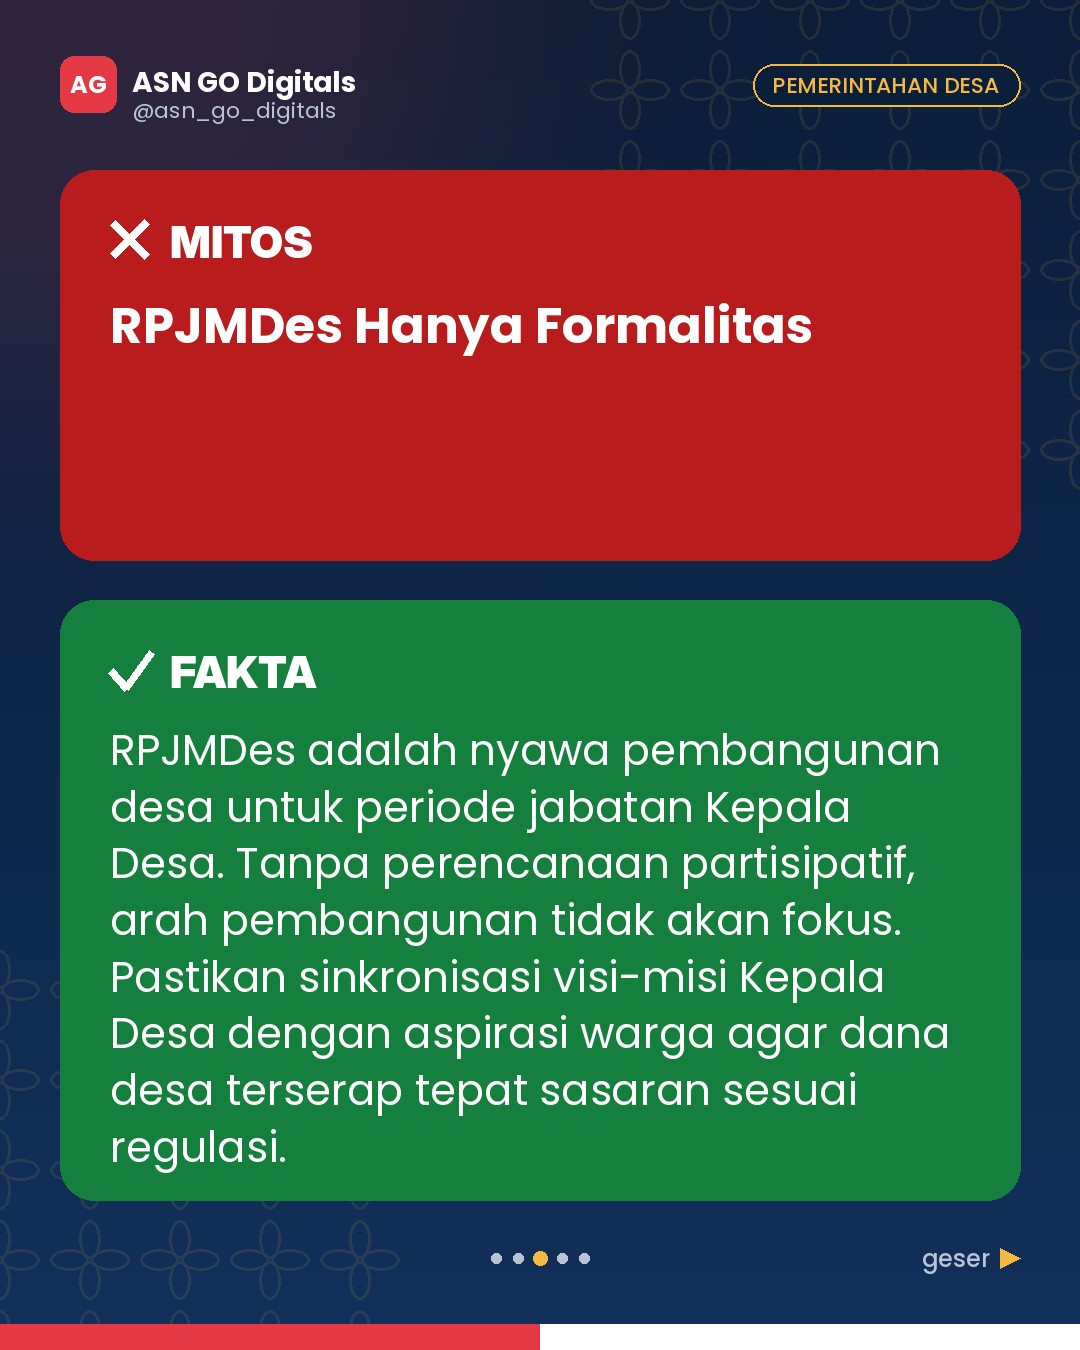 AG
ASN GO Digitals
@asn_go_digitals
PEMERINTAHAN DESA
MITOS
RPJMDes Hanya Formalitas
FAKTA
RPJMDes adalah nyawa pembangunan
desa untuk periode jabatan Kepala
Desa. Tanpa perencanaan partisipatif,
arah pembangunan tidak akan fokus.
Pastikan sinkronisasi visi-misi Kepala
Desa dengan aspirasi warga agar dana
desa terserap tepat sasaran sesuai
regulasi.
geser